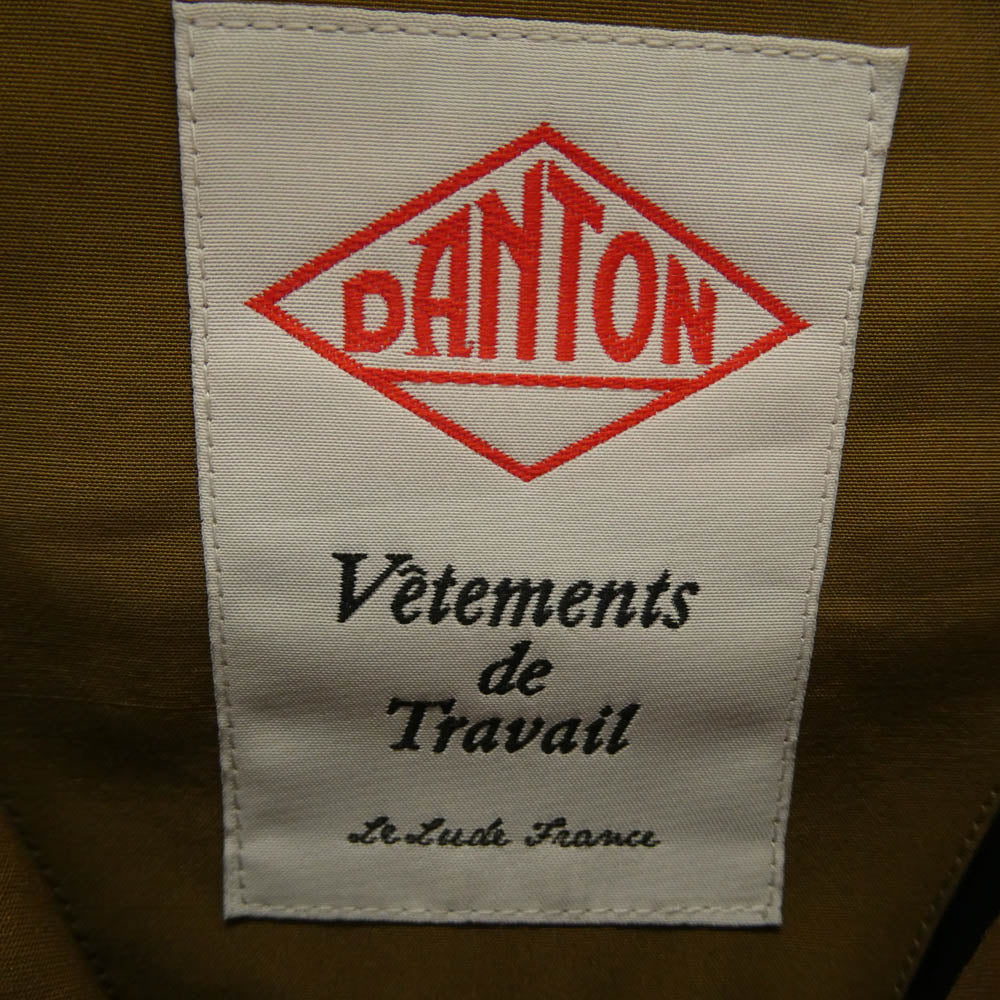 DANTON
Vêtements
de
Travail
Le Lude France